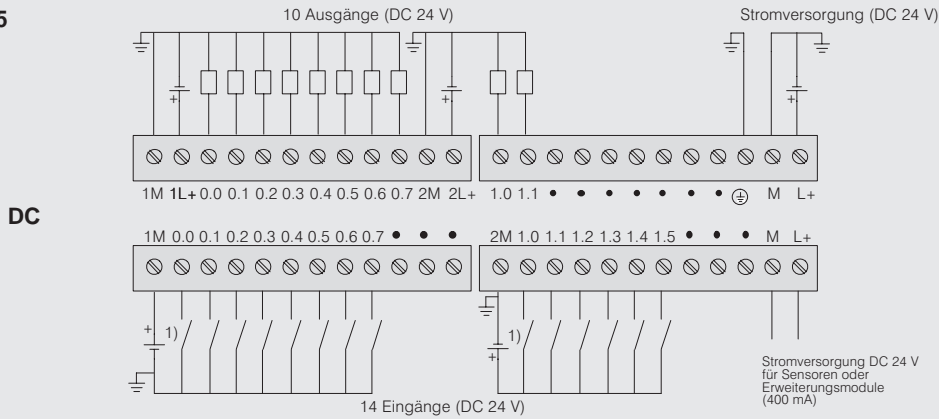 5
10 Ausgänge (DC 24 V)
Stromversorgung (DC 24 V)
+
+
+
1M 1L+ 0.0 0.1 0.2 0.3 0.4 0.5 0.6 0.7 2M 2L+ 1.0 1.1 • • • • • • • M L+
DC
1M 0.0 0.1 0.2 0.3 0.4 0.5 0.6 0.7 • • • 2M 1.0 1.1 1.2 1.3 1.4 1.5 • • • M L+
+ 1)
+ 1)
Stromversorgung DC 24 V
für Sensoren oder
Erweiterungsmodule
(400 mA)
14 Eingänge (DC 24 V)